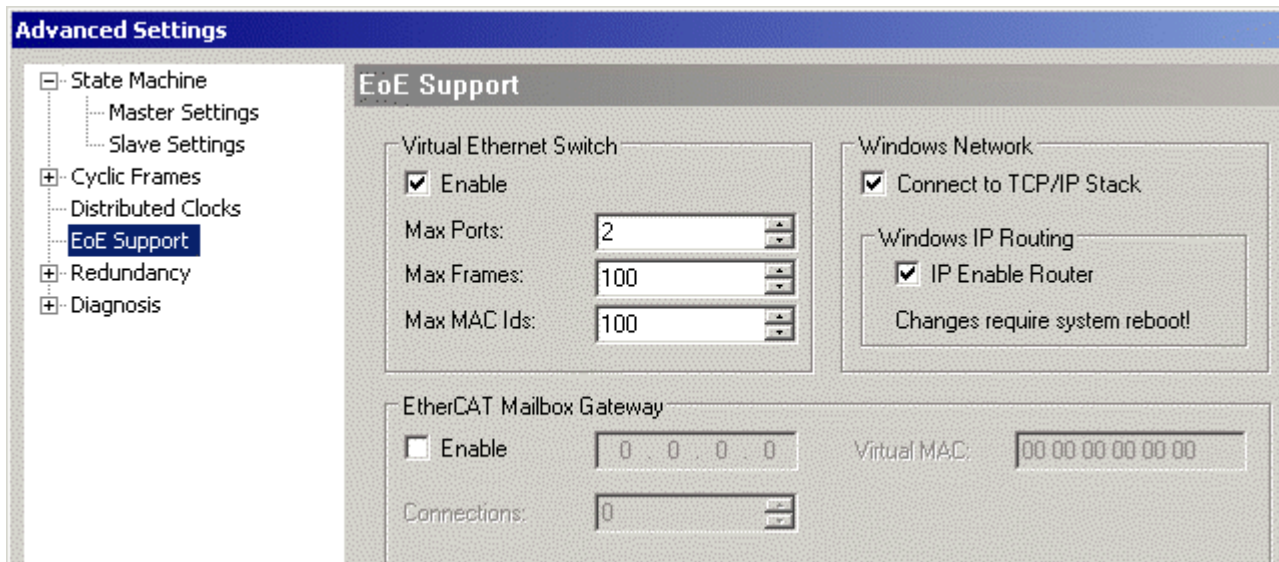 Advanced Settings
State Machine
Master Settings
Slave Settings
Cyclic Frames
Distributed Clocks
EoE Support
Redundancy
Diagnosis
EoE Support
Virtual Ethernet Switch
Enable
Max Ports: 2
Max Frames: 100
Max MAC Ids: 100
Windows Network
Connect to TCP/IP Stack
Windows IP Routing
IP Enable Router
Changes require system reboot!
EtherCAT Mailbox Gateway
Enable 0 . 0 . 0 . 0 Virtual MAC: 00 00 00 00 00 00
Connections: 0